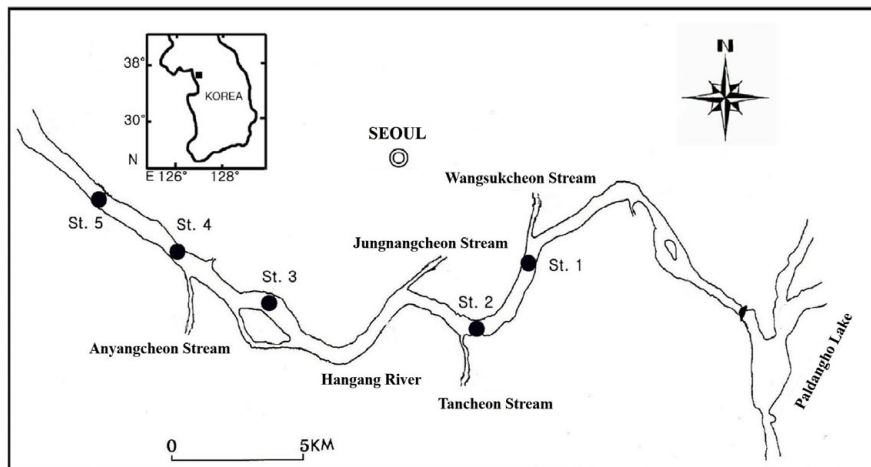 N
38°
KOREA
30°
N
E 126° 128°
SEOUL
Wangsukcheon Stream
St. 5
St. 4
Jungnangcheon Stream
St. 3
St. 2
St. 1
Anyangcheon Stream
Hangang River
Tancheon Stream
Paldangho Lake
0 5KM